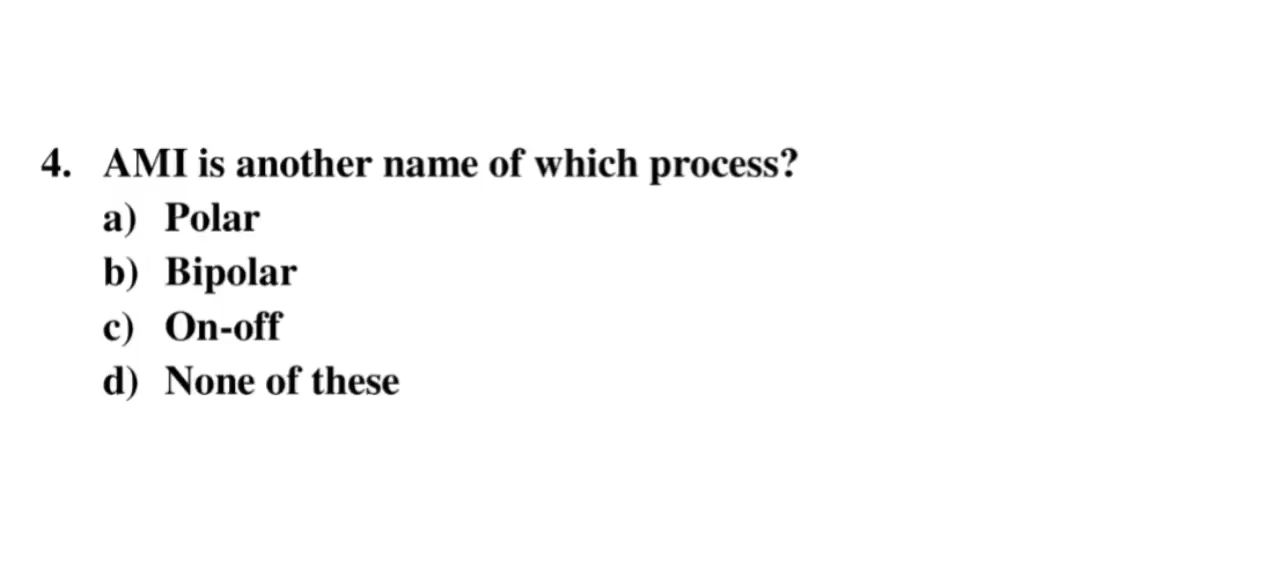 4. AMI is another name of which process?
a) Polar
b) Bipolar
c) On-off
d) None of these